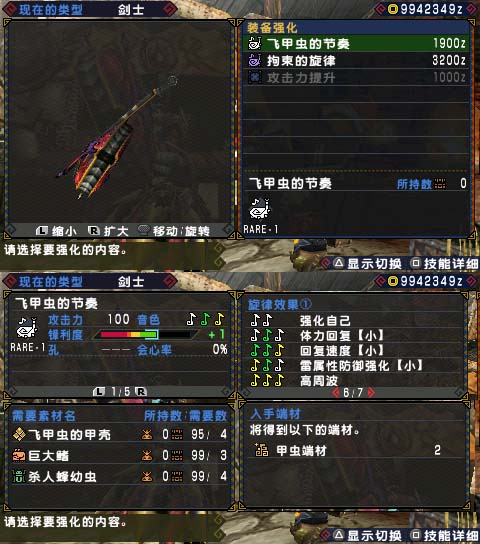 现在的类型 剑士
9942349z
装备强化
飞甲虫的节奏 1900z
拘束的旋律 3200z
攻击力提升 1000z
飞甲虫的节奏 所持数 0
RARE-1
L 缩小 R 扩大 移动/旋转
请选择要强化的内容。
△显示切换 □技能详细
现在的类型 剑士
9942349z
飞甲虫的节奏
攻击力 100 音色
锋利度 +1
RARE-1 孔 --- 会心率 0%
L 1/5 R
旋律效果①
强化自己
体力回复【小】
回复速度【小】
雷属性防御强化【小】
高周波
6/7
需要素材名 所持数/需要数
飞甲虫的甲壳 0 95/ 4
巨大鳍 0 99/ 3
杀人蜂幼虫 0 99/ 4
入手端材
将得到以下的端材。
甲虫端材 2
请选择要强化的内容。
△显示切换 □技能详细